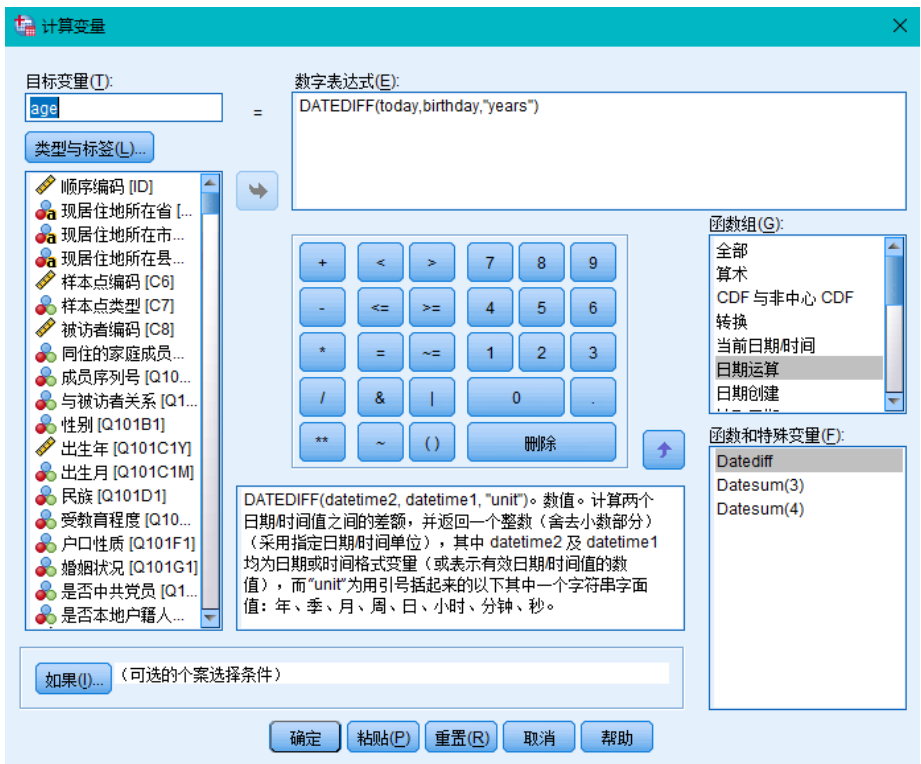 计算变量
目标变量(T):
age
=
数字表达式(E):
DATEDIFF(today,birthday,"years")
类型与标签(L)...
顺序编码 [ID]
现居住地所在省 [...
现居住地所在市...
现居住地所在县...
样本点编码 [C6]
样本点类型 [C7]
被访者编码 [C8]
同住的家庭成员...
成员序列号 [Q10...
与被访者关系 [Q1...
性别 [Q101B1]
出生年 [Q101C1Y]
出生月 [Q101C1M]
民族 [Q101D1]
受教育程度 [Q10...
户口性质 [Q101F1]
婚姻状况 [Q101G1]
是否中共党员 [Q1...
是否本地户籍人...
+ < > 7 8 9
- <= >= 4 5 6
* = ~= 1 2 3
/ & | 0 .
** ~ ( ) 删除
函数组(G):
全部
算术
CDF 与非中心 CDF
转换
当前日期/时间
日期运算
日期创建
函数和特殊变量(F):
Datediff
Datesum(3)
Datesum(4)
DATEDIFF(datetime2, datetime1, "unit")。数值。计算两个
日期/时间值之间的差额，并返回一个整数（舍去小数部分）
（采用指定日期/时间单位），其中 datetime2 及 datetime1
均为日期或时间格式变量（或表示有效日期/时间值的数
值），而“unit”为用引号括起来的以下其中一个字符串字面
值：年、季、月、周、日、小时、分钟、秒。
如果(I)...
（可选的个案选择条件）
确定
粘贴(P)
重置(R)
取消
帮助